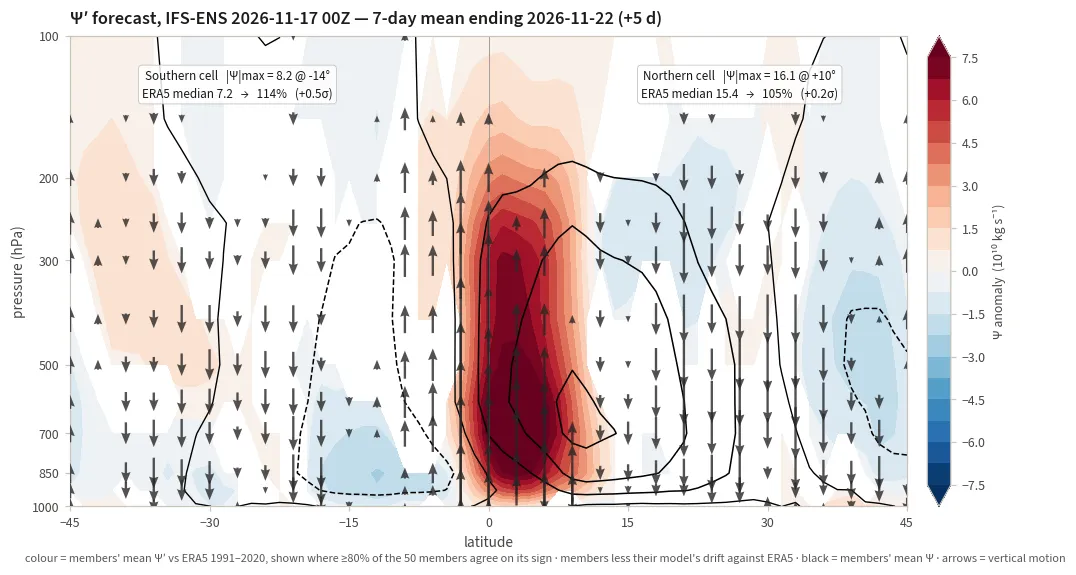 Ψ′ forecast, IFS-ENS 2026-11-17 00Z — 7-day mean ending 2026-11-22 (+5 d)
Southern cell |Ψ|max = 8.2 @ -14°
ERA5 median 7.2 → 114% (+0.5σ)
Northern cell |Ψ|max = 16.1 @ +10°
ERA5 median 15.4 → 105% (+0.2σ)
pressure (hPa)
100
200
300
400
500
700
850
1000
−45
−30
−15
0
15
30
45
latitude
7.5
6.0
4.5
3.0
1.5
0.0
−1.5
−3.0
−4.5
−6.0
−7.5
Ψ anomaly (10¹⁰ kg s⁻¹)
colour = members' mean Ψ′ vs ERA5 1991–2020, shown where ≥80% of the 50 members agree on its sign · members less their model's drift against ERA5 · black = members' mean Ψ · arrows = vertical motion